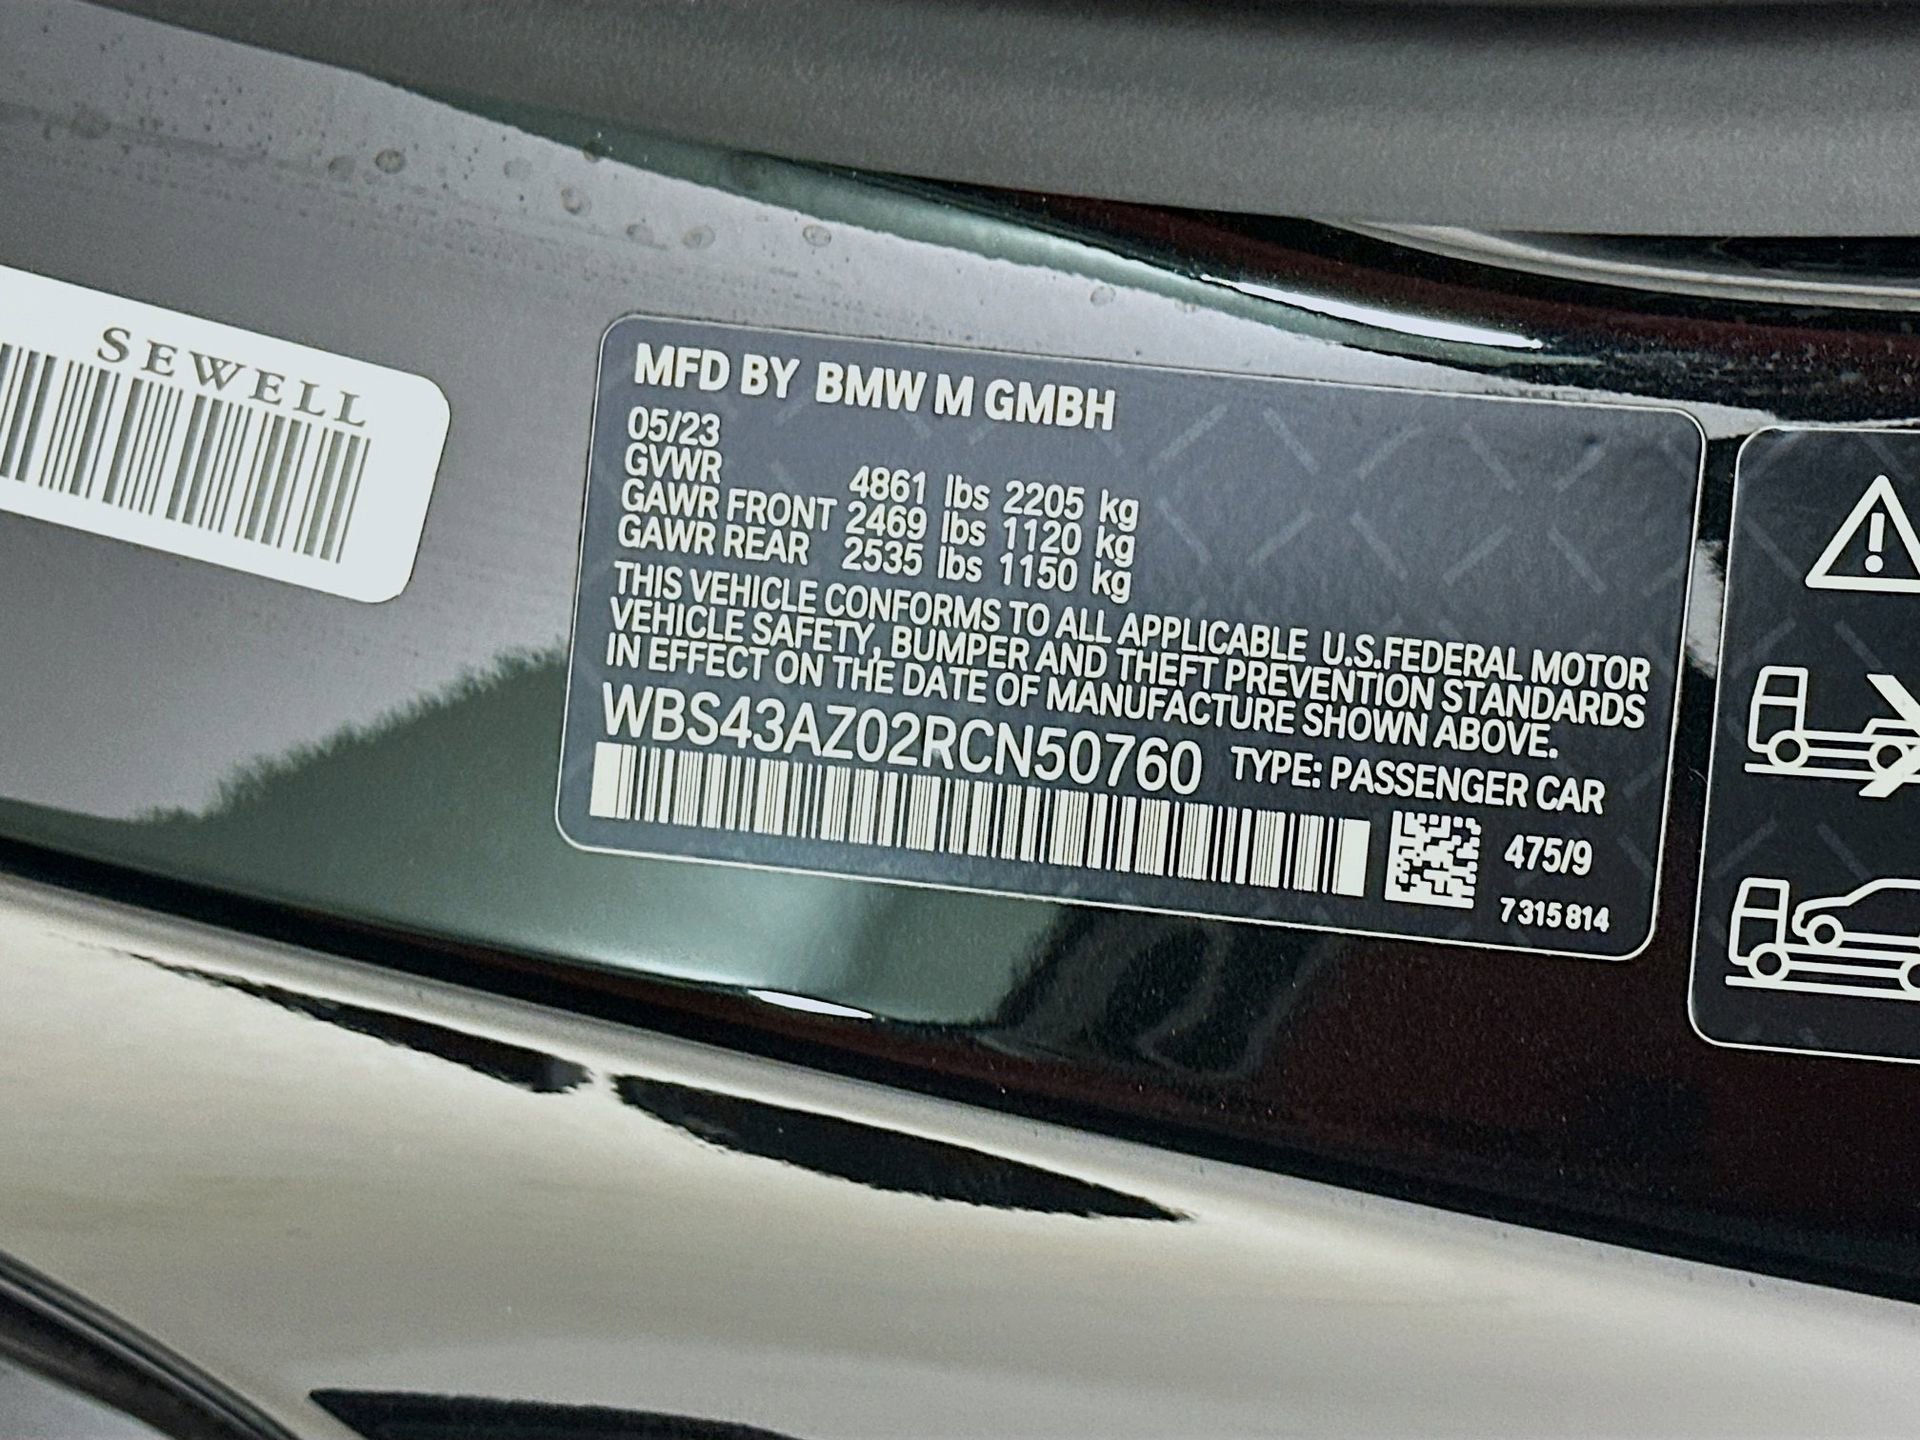 SEWELL
MFD BY BMW M GMBH
05/23
GVWR 4861 lbs 2205 kg
GAWR FRONT 2469 lbs 1120 kg
GAWR REAR 2535 lbs 1150 kg
THIS VEHICLE CONFORMS TO ALL APPLICABLE U.S.FEDERAL MOTOR
VEHICLE SAFETY, BUMPER AND THEFT PREVENTION STANDARDS
IN EFFECT ON THE DATE OF MANUFACTURE SHOWN ABOVE.
WBS43AZ02RCN50760 TYPE: PASSENGER CAR
475/9
7 315 814